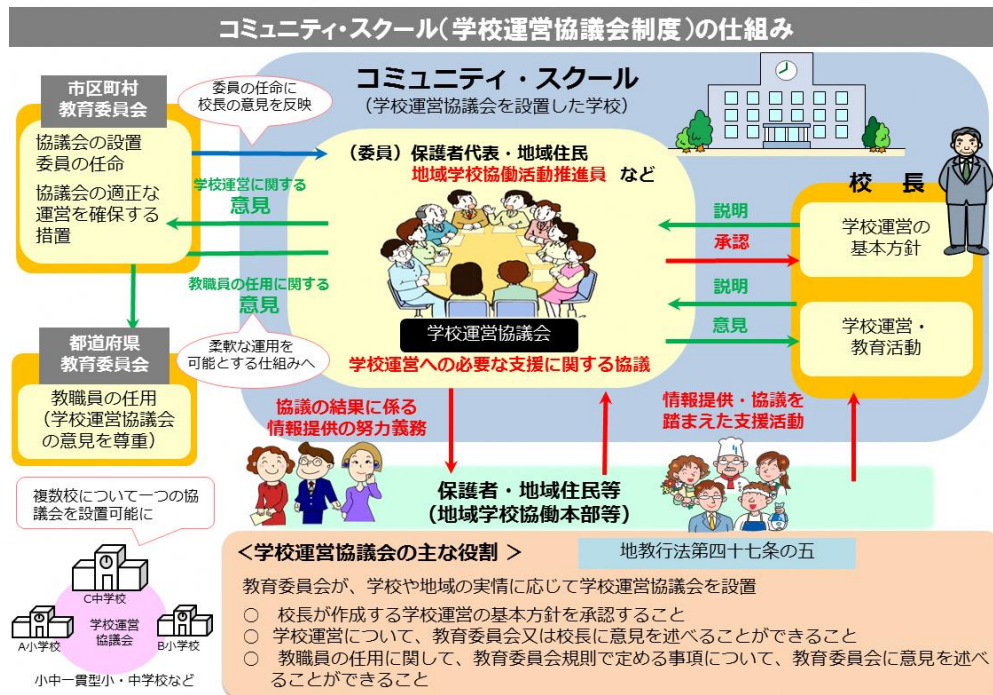 コミュニティ・スクール(学校運営協議会制度)の仕組み
市区町村
教育委員会
協議会の設置
委員の任命
協議会の適正な
運営を確保する
措置
委員の任命に
校長の意見を反映
コミュニティ・スクール
(学校運営協議会を設置した学校)
(委員)保護者代表・地域住民
地域学校協働活動推進員 など
学校運営に関する
意見
教職員の任用に関する
意見
学校運営協議会
学校運営への必要な支援に関する協議
説明
承認
説明
意見
校 長
学校運営の
基本方針
学校運営・
教育活動
都道府県
教育委員会
教職員の任用
(学校運営協議会
の意見を尊重)
柔軟な運用を
可能とする仕組みへ
協議の結果に係る
情報提供の努力義務
情報提供・協議を
踏まえた支援活動
保護者・地域住民等
(地域学校協働本部等)
複数校について一つの協
議会を設置可能に
C中学校
学校運営
協議会
A小学校
B小学校
小中一貫型小・中学校など
<学校運営協議会の主な役割 >
地教行法第四十七条の五
教育委員会が、学校や地域の実情に応じて学校運営協議会を設置
○ 校長が作成する学校運営の基本方針を承認すること
○ 学校運営について、教育委員会又は校長に意見を述べることができること
○ 教職員の任用に関して、教育委員会規則で定める事項について、教育委員会に意見を述べ
ることができること